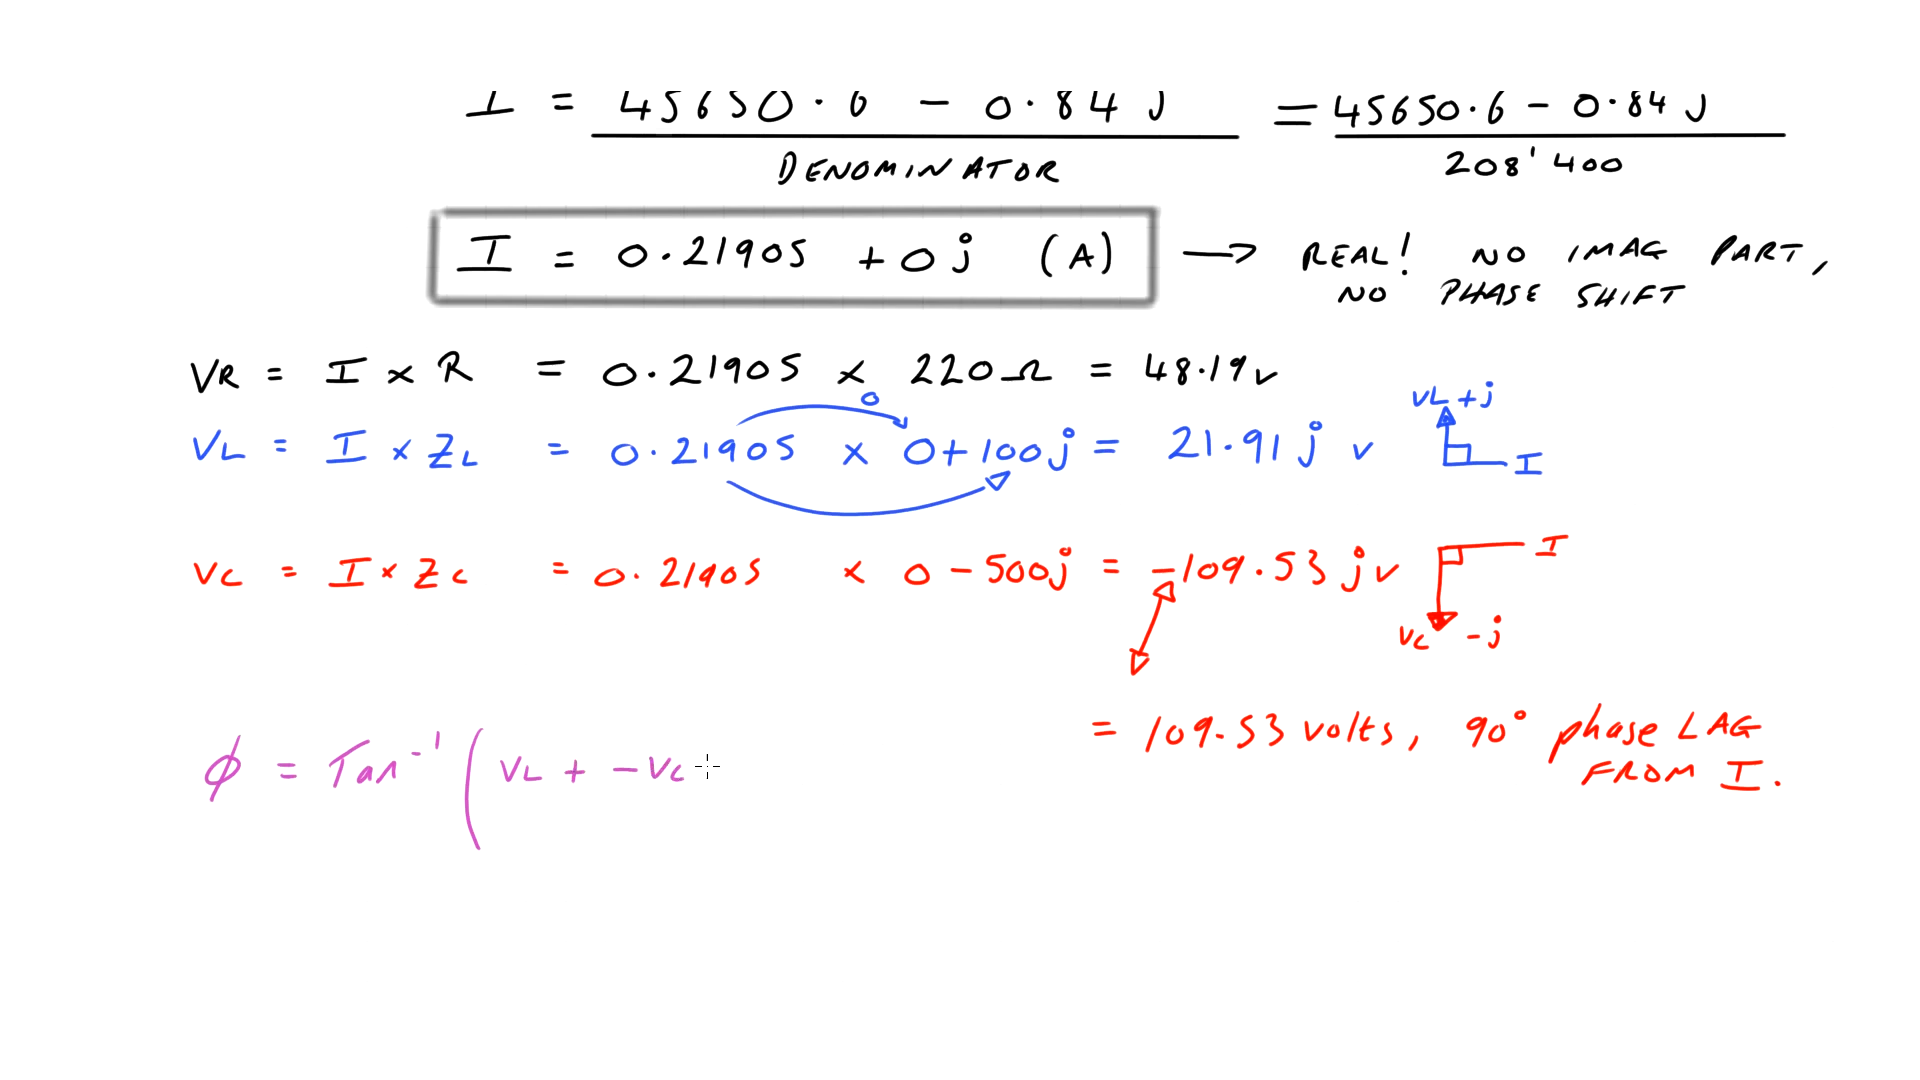 I = 45650.6 - 0.84 j = 45650.6 - 0.84 j
DENOMINATOR 208'400
I = 0.21905 + 0j (A) → REAL! NO IMAG PART,
NO PHASE SHIFT
VR = I × R = 0.21905 × 220Ω = 48.19v
0 VL +j
VL = I × ZL = 0.21905 × 0+100j = 21.91j v I
VC = I × ZC = 0.21905 × 0-500j = -109.53 j v I
VC -j
= 109.53 volts, 90° phase LAG
FROM I.
ϕ = Tan⁻¹ ( VL + -VC